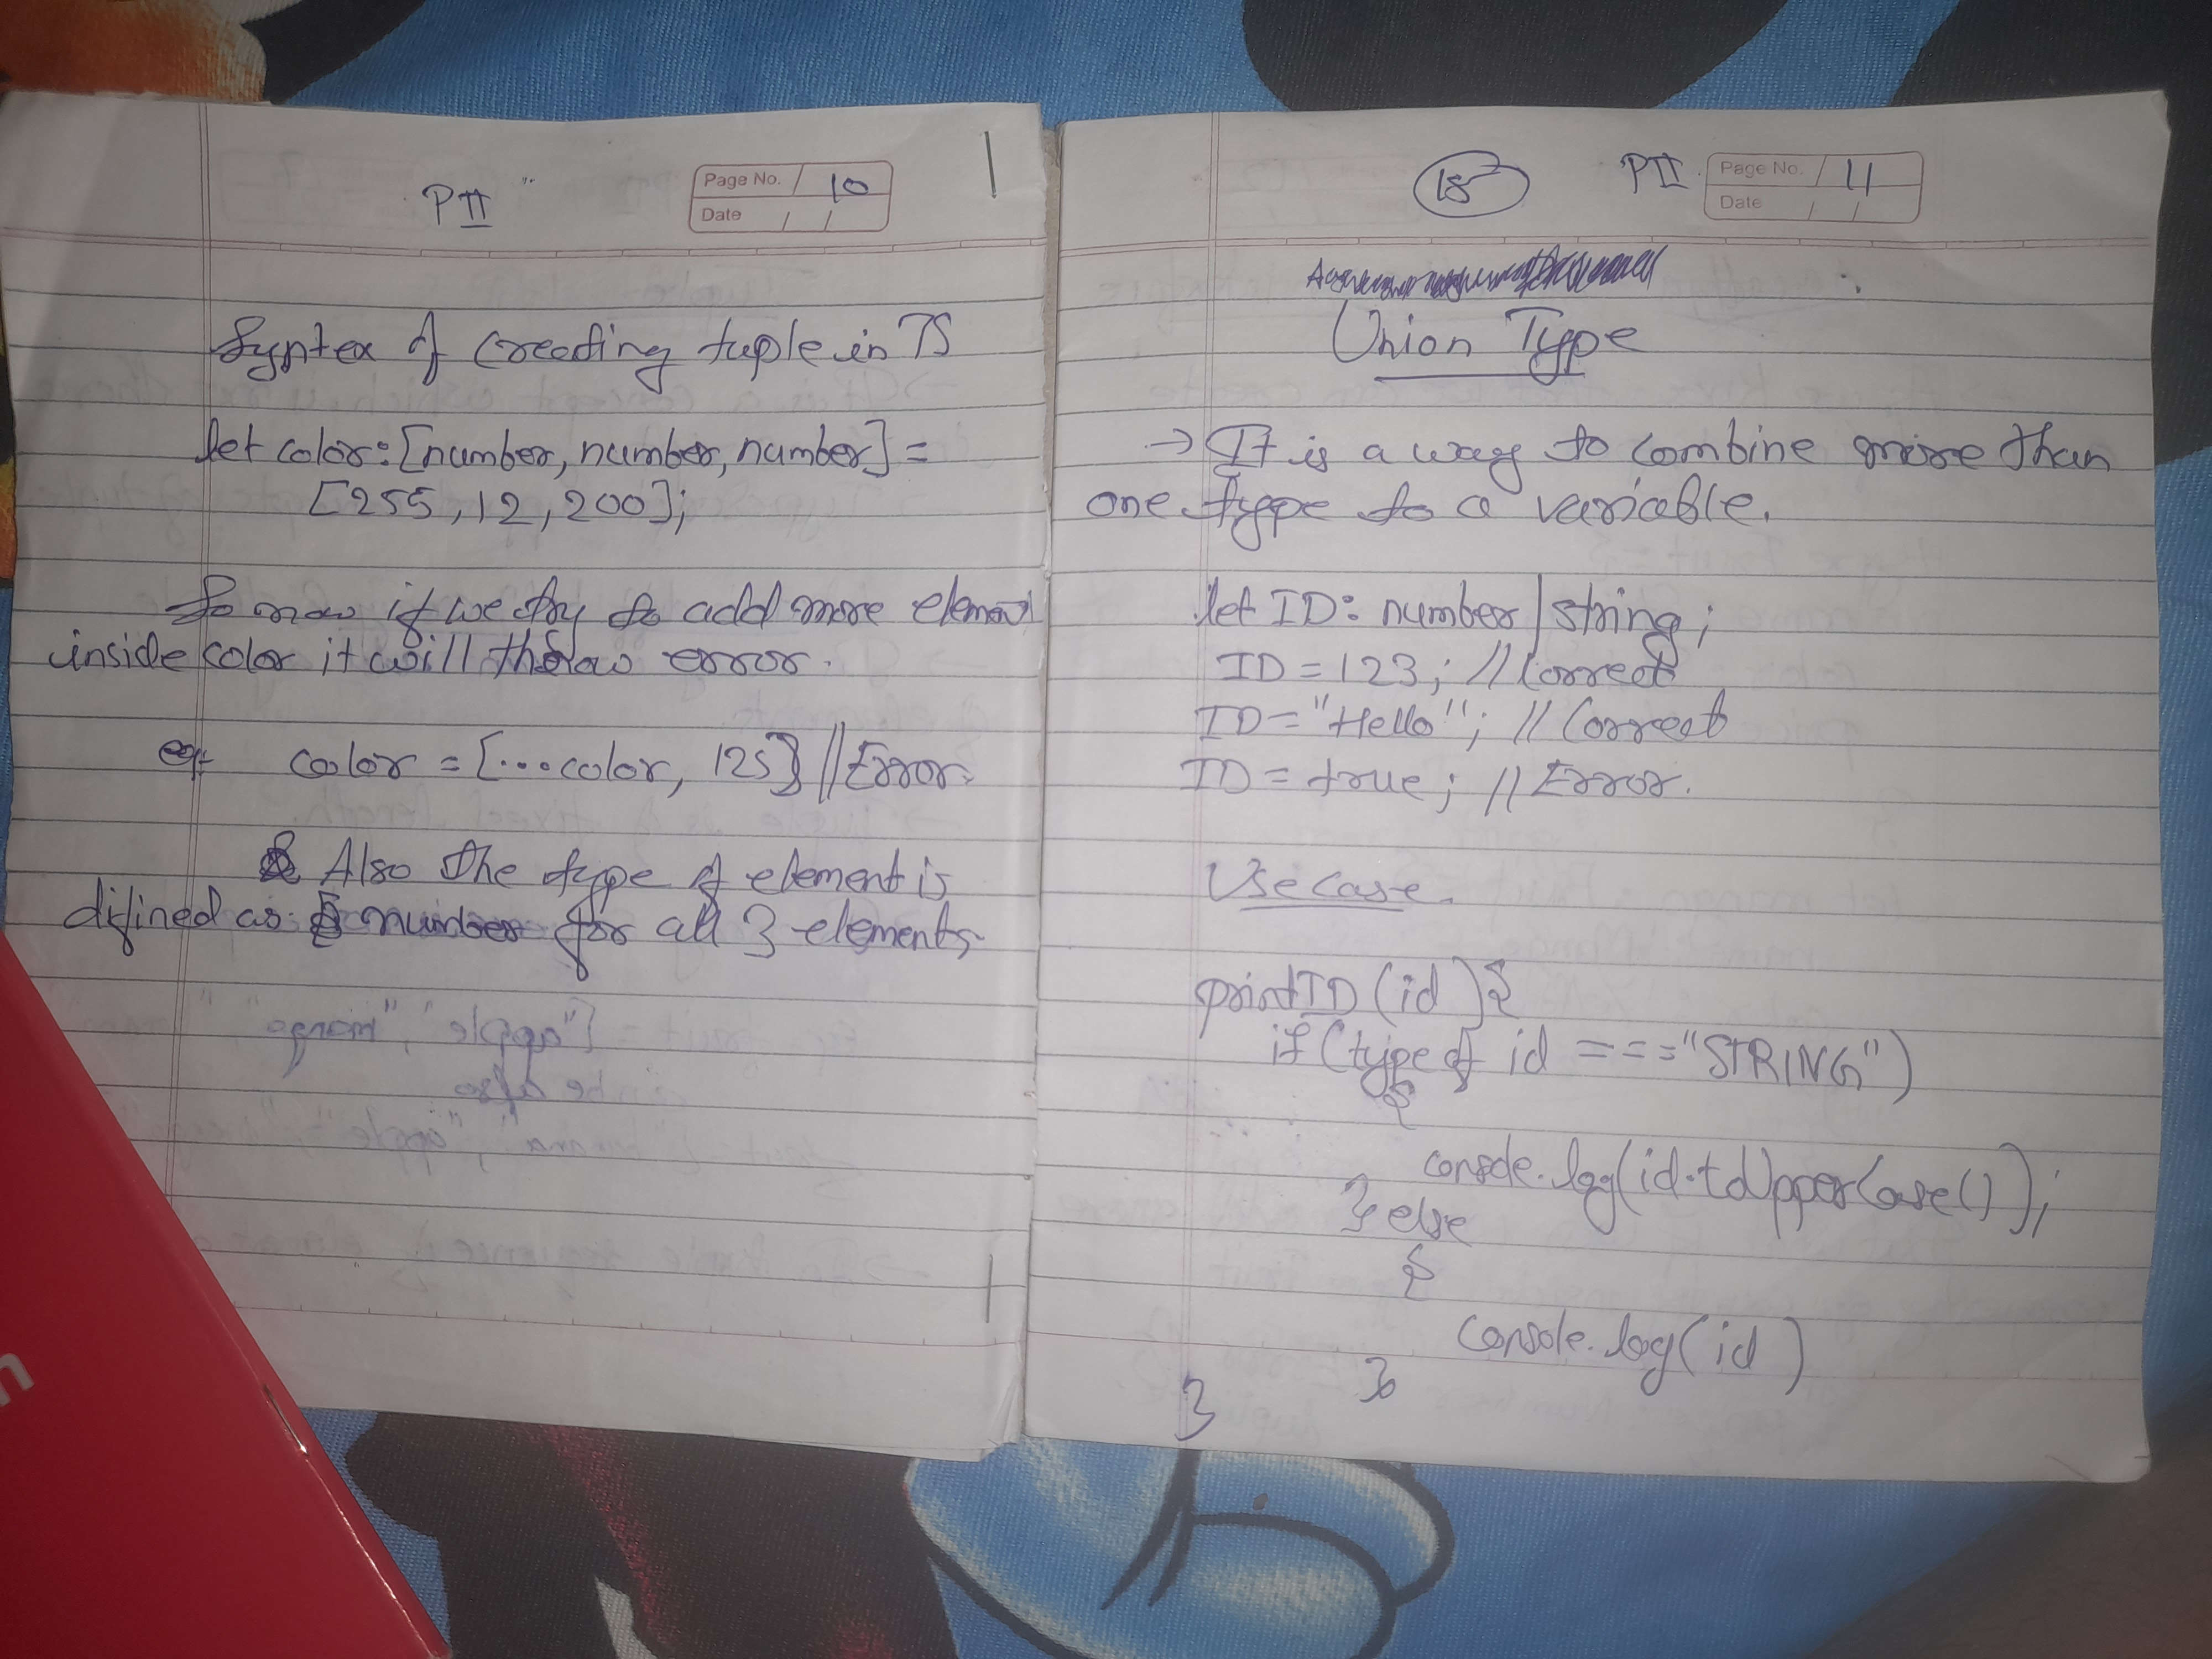 PII
Page No. 10
Date / /
Syntex of Creating tuple in TS
let color: [number, number, number] =
[255, 12, 200];
So now if we try to add more element
inside color it will throw error.
eg:- color = [...color, 125] //Error.
Also the type of element is
defined as number for all 3 elements.
PII
Page No. 11
Date / /
Union Type
→ It is a way to combine more than
one type to a variable.
let ID: number | string;
ID = 123; // Correct
ID = "Hello"; // Correct
ID = true; // Error.
Use case.
printID (id) {
if (typeof id === "STRING")
{
console.log(id.toUpperCase());
} else
{
Console.log(id)
}
}